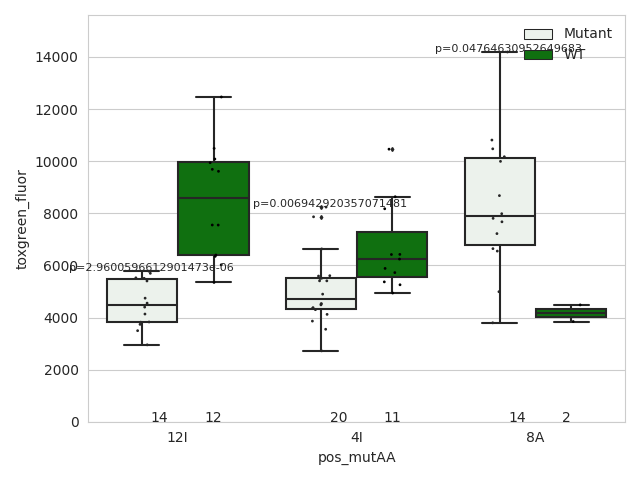 Mutant
WT
p=0.04764630952649683
p=0.006942920357071481
p=2.9600596612901473e-06
toxgreen_fluor
14000
12000
10000
8000
6000
4000
2000
0
14 12 20 11 14 2
12I 4I 8A
pos_mutAA